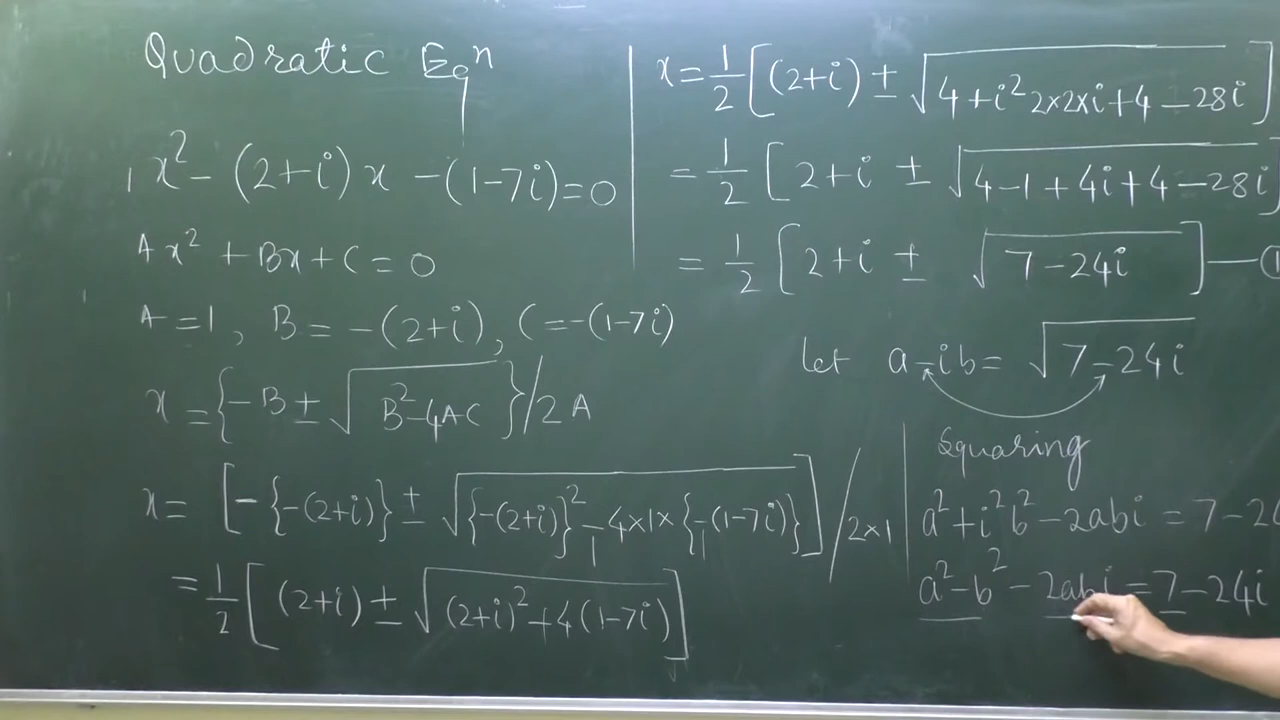 Quadratic Eqⁿ
1x² - (2+i)x - (1-7i) = 0
Ax² + Bx + C = 0
A = 1, B = -(2+i), C = -(1-7i)
x = {-B ± √(B²-4AC)}/2A
x = [-{-(2+i)} ± √({-(2+i)}² - 4×1×{-(1-7i)})]/2×1
= 1/2 [(2+i) ± √((2+i)² + 4(1-7i))]
x = 1/2 [(2+i) ± √(4+i² 2×2×i+4-28i)]
= 1/2 [2+i ± √(4-1+4i+4-28i)]
= 1/2 [2+i ± √(7-24i)] — ①
let a-ib = √(7-24i)
Squaring
a²+i²b²-2abi = 7-2
a²-b²-2abi = 7-24i